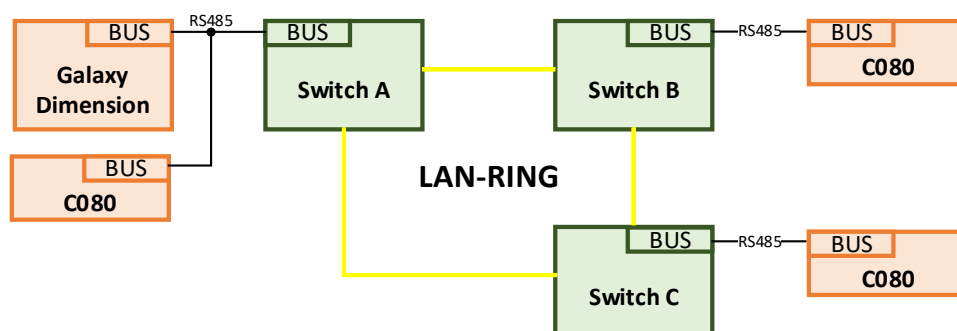 BUS
RS485
BUS
BUS
RS485
BUS
Galaxy
Dimension
Switch A
Switch B
C080
BUS
C080
LAN-RING
BUS
RS485
BUS
Switch C
C080